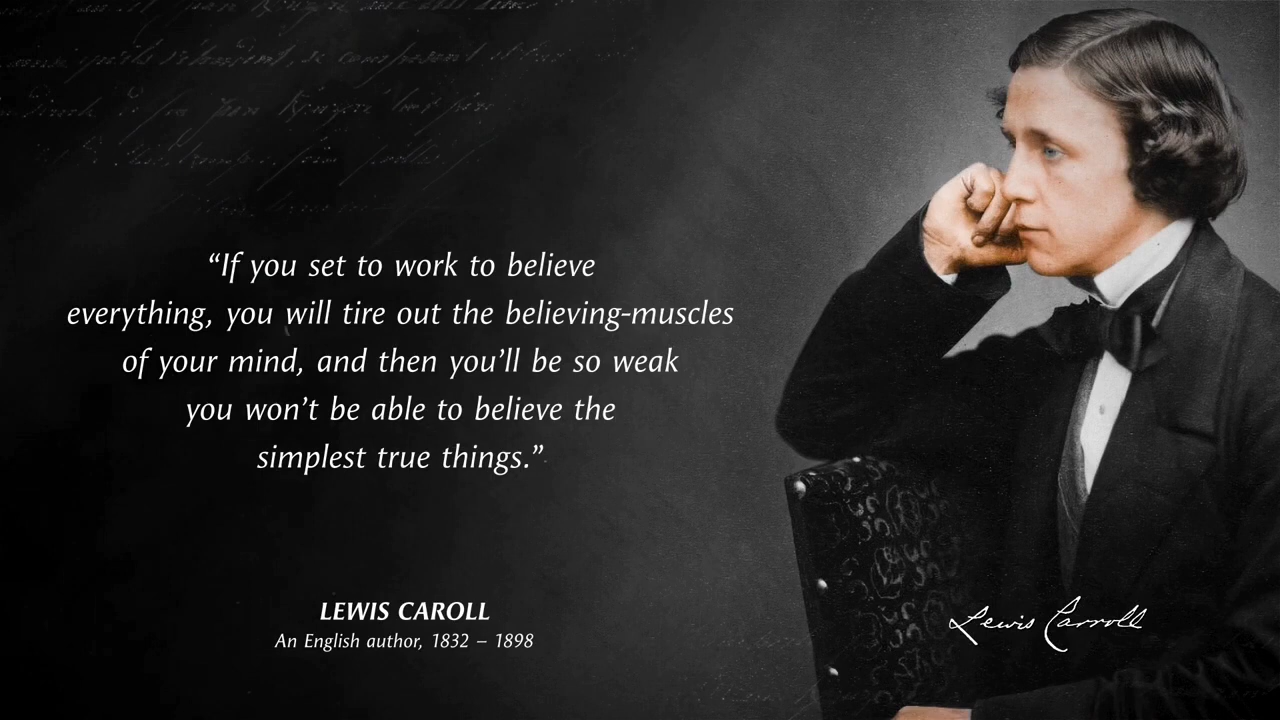 “If you set to work to believe
everything, you will tire out the believing-muscles
of your mind, and then you’ll be so weak
you won’t be able to believe the
simplest true things.”
LEWIS CAROLL
An English author, 1832 – 1898
Lewis Carroll